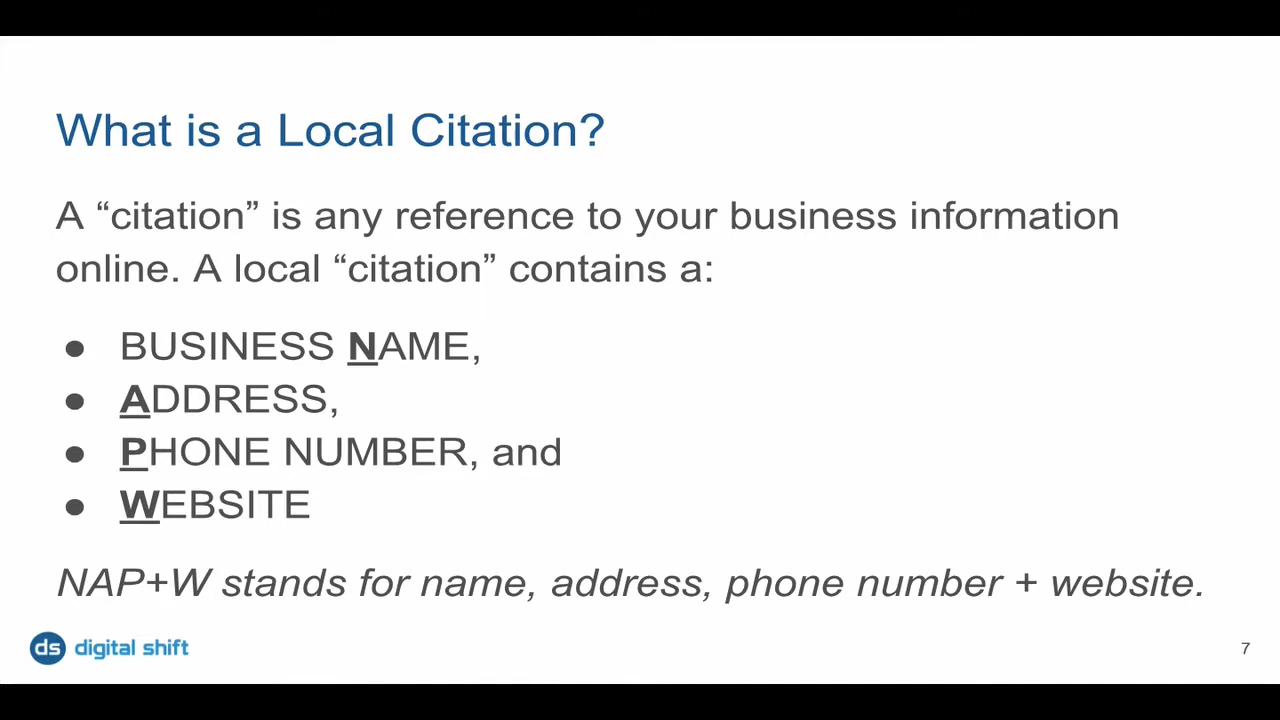 What is a Local Citation?
A “citation” is any reference to your business information
online. A local “citation” contains a:
● BUSINESS NAME,
● ADDRESS,
● PHONE NUMBER, and
● WEBSITE
NAP+W stands for name, address, phone number + website.
ds digital shift
7